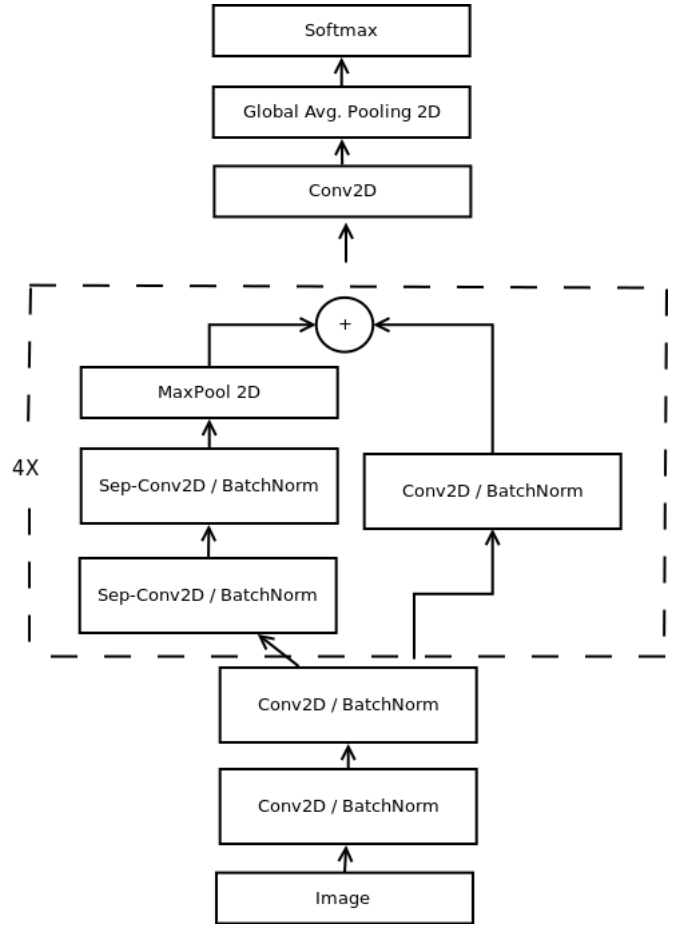 Softmax
Global Avg. Pooling 2D
Conv2D
+
MaxPool 2D
4X
Sep-Conv2D / BatchNorm
Conv2D / BatchNorm
Sep-Conv2D / BatchNorm
Conv2D / BatchNorm
Conv2D / BatchNorm
Image